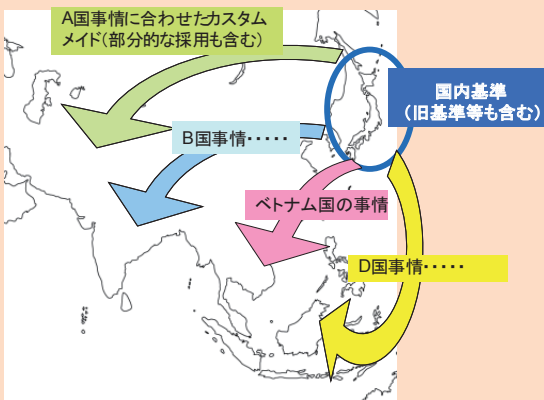 A国事情に合わせたカスタム
メイド（部分的な採用も含む）
国内基準
（旧基準等も含む）
B国事情・・・・・
ベトナム国の事情
D国事情・・・・・